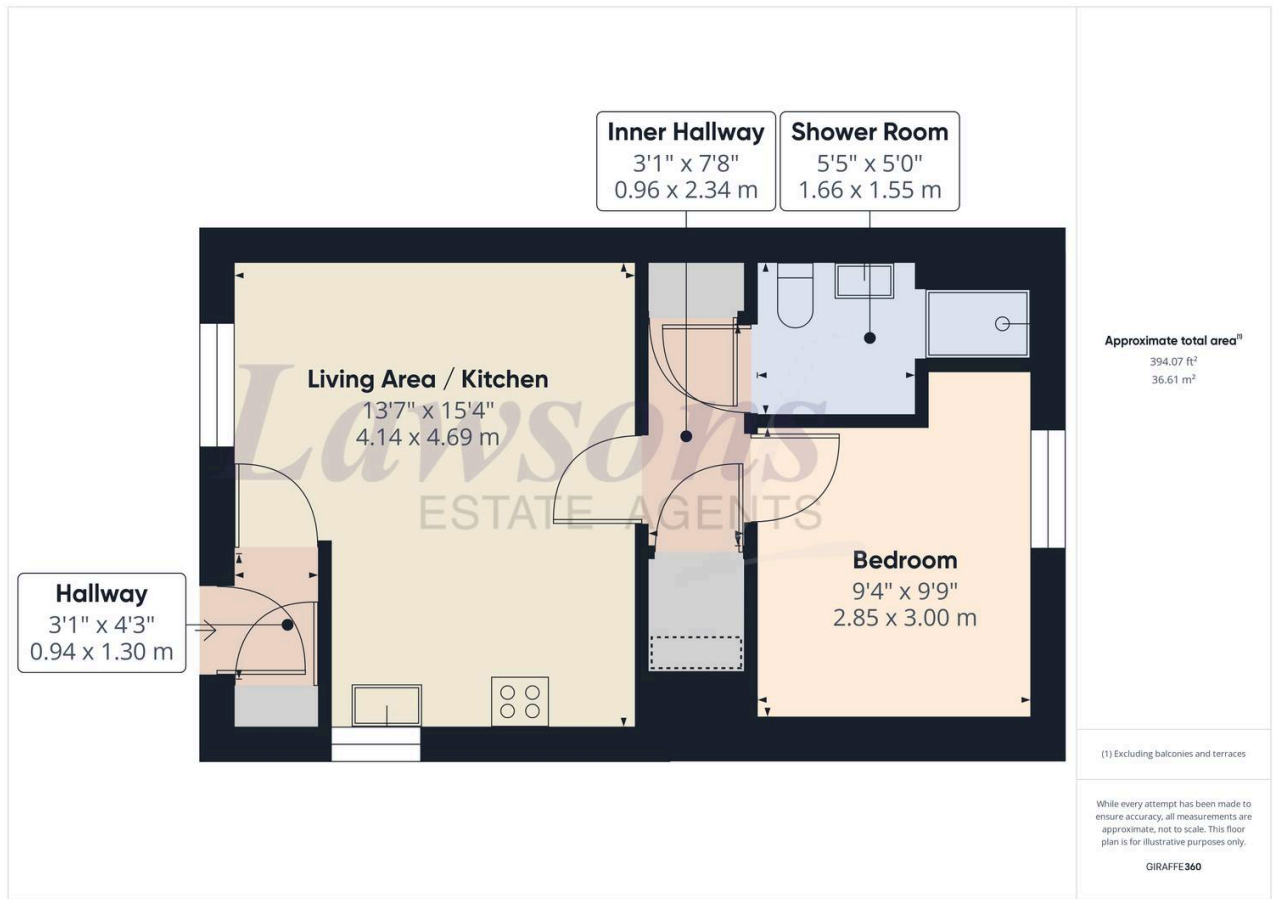 Inner Hallway
3'1" x 7'8"
0.96 x 2.34 m
Shower Room
5'5" x 5'0"
1.66 x 1.55 m
Living Area / Kitchen
13'7" x 15'4"
4.14 x 4.69 m
Lawsons
ESTATE AGENTS
Hallway
3'1" x 4'3"
0.94 x 1.30 m
Bedroom
9'4" x 9'9"
2.85 x 3.00 m
Approximate total area⁽¹⁾
394.07 ft²
36.61 m²
(1) Excluding balconies and terraces
While every attempt has been made to
ensure accuracy, all measurements are
approximate, not to scale. This floor
plan is for illustrative purposes only.
GIRAFFE360